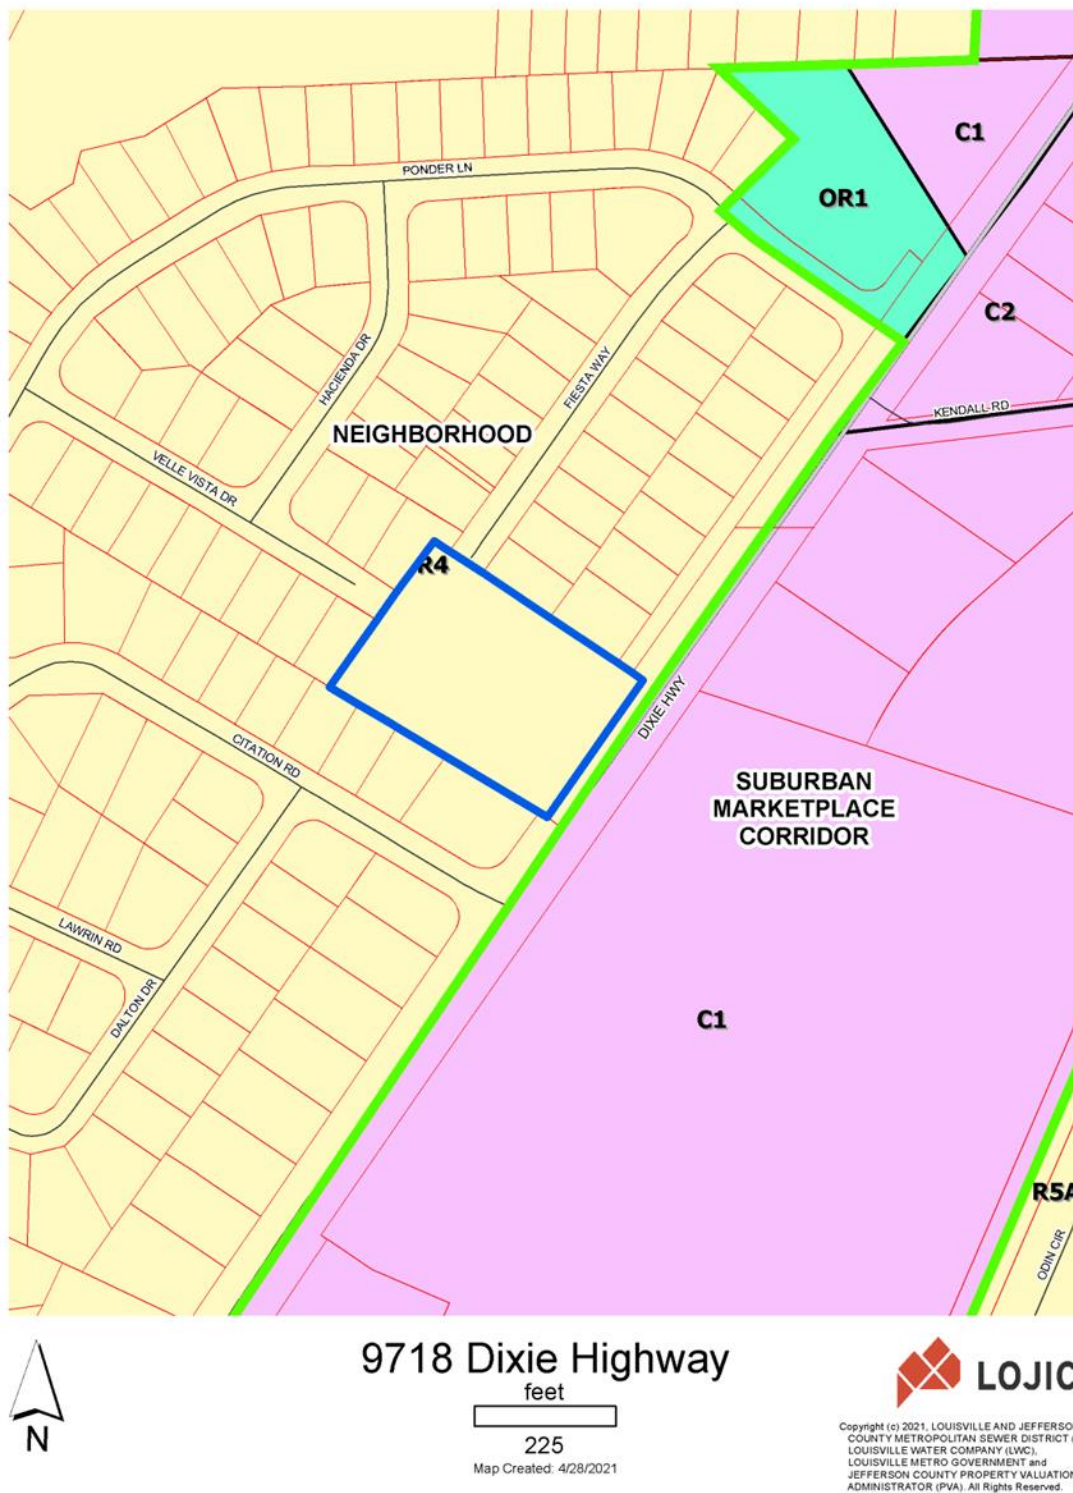 C1
OR1
PONDER LN
C2
HACIENDA DR
FIESTA WAY
KENDALL RD
NEIGHBORHOOD
VELLE VISTA DR
R4
DIXIE HWY
CITATION RD
SUBURBAN
MARKETPLACE
CORRIDOR
LAWRIN RD
DALTON DR
C1
R5A
ODIN CIR
N
9718 Dixie Highway
feet
225
Map Created: 4/28/2021
LOJIC
Copyright (c) 2021, LOUISVILLE AND JEFFERSO
COUNTY METROPOLITAN SEWER DISTRICT (
LOUISVILLE WATER COMPANY (LWC),
LOUISVILLE METRO GOVERNMENT and
JEFFERSON COUNTY PROPERTY VALUATION
ADMINISTRATOR (PVA). All Rights Reserved.